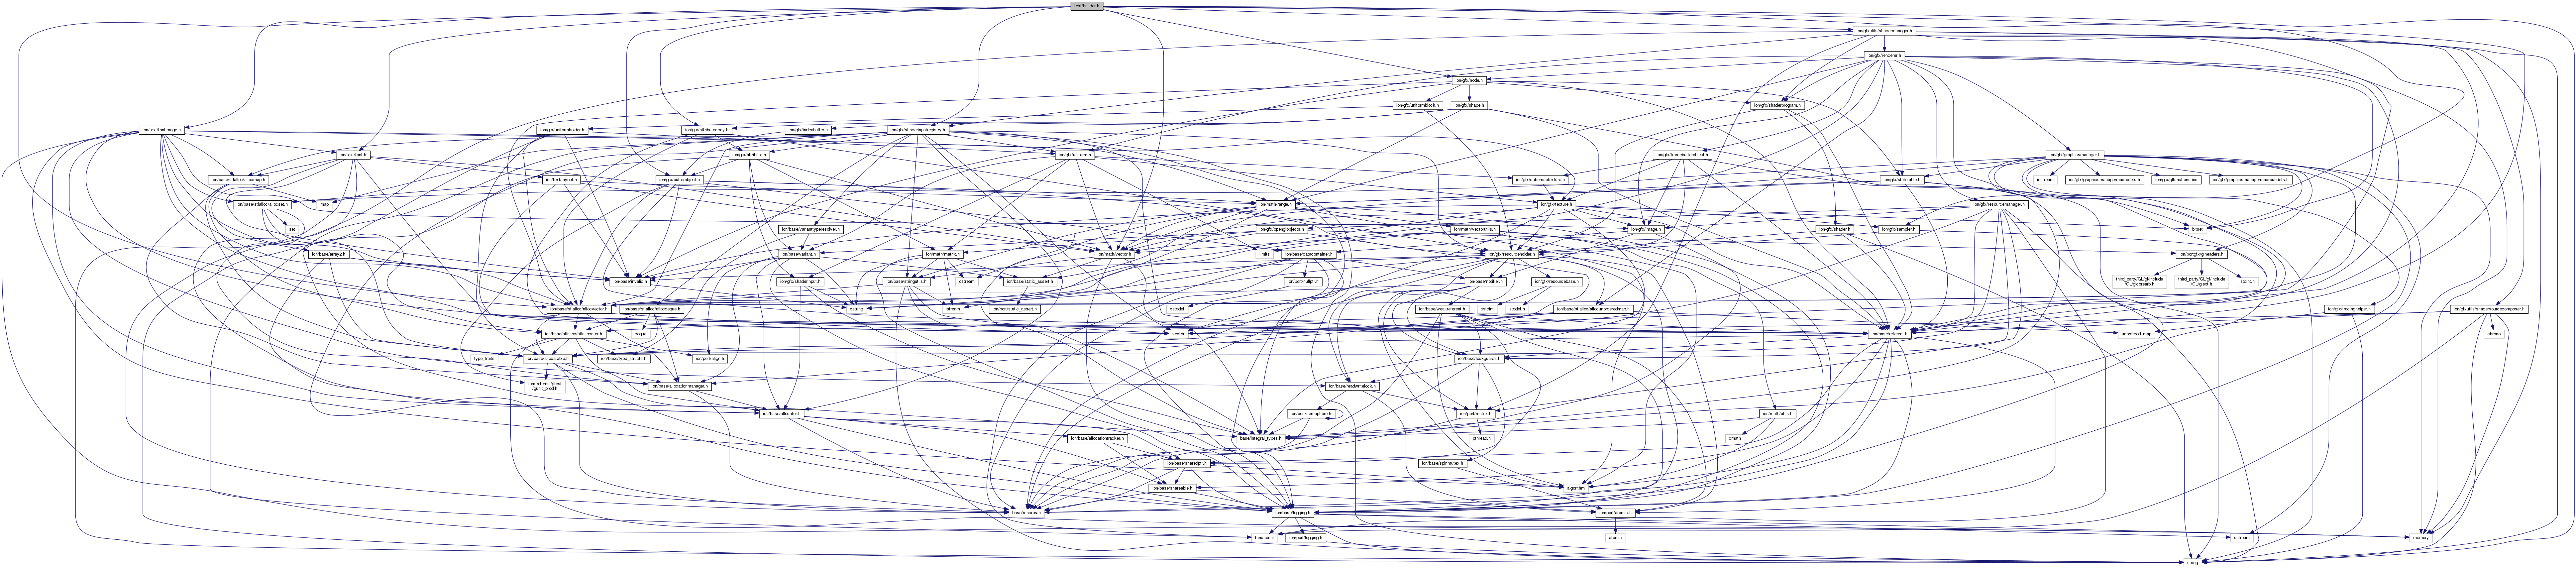 text/builder.h
ion/gfxutils/shadermanager.h
ion/gfx/renderer.h
ion/gfx/node.h
ion/gfx/uniformblock.h
ion/gfx/shape.h
ion/gfx/shaderprogram.h
ion/text/fontimage.h
ion/gfx/uniformholder.h
ion/gfx/attributearray.h
ion/gfx/indexbuffer.h
ion/gfx/shaderinputregistry.h
ion/text/font.h
ion/gfx/attribute.h
ion/gfx/uniform.h
ion/gfx/framebufferobject.h
ion/gfx/graphicsmanager.h
ion/base/stlalloc/allocmap.h
ion/text/layout.h
ion/gfx/bufferobject.h
ion/gfx/cubemaptexture.h
ion/gfx/statetable.h
iostream
ion/gfx/graphicsmanagermacrodefs.h
ion/gfx/glfunctions.inc
ion/gfx/graphicsmanagermacroundefs.h
ion/base/stlalloc/allocset.h
map
ion/math/range.h
ion/gfx/texture.h
ion/gfx/resourcemanager.h
set
ion/base/varianttyperesolver.h
ion/gfx/openglobjects.h
ion/math/vectorutils.h
ion/gfx/image.h
ion/gfx/shader.h
ion/gfx/sampler.h
bitset
ion/base/array2.h
ion/base/variant.h
ion/math/matrix.h
ion/math/vector.h
limits
ion/base/datacontainer.h
ion/gfx/resourceholder.h
ion/portgfx/glheaders.h
ion/base/invalid.h
ion/gfx/shaderinput.h
ion/base/stringutils.h
ostream
ion/base/static_assert.h
ion/port/nullptr.h
ion/base/notifier.h
ion/gfx/resourcebase.h
third_party/GL/gl/include
/GL/glcorearb.h
third_party/GL/gl/include
/GL/glext.h
stdint.h
ion/base/stlalloc/allocvector.h
ion/base/stlalloc/allocdeque.h
cstring
istream
ion/port/static_assert.h
cstddef
ion/base/weakreferent.h
cstdint
stddef.h
ion/base/stlalloc/allocunorderedmap.h
ion/gfx/tracinghelper.h
ion/gfxutils/shadersourcecomposer.h
ion/base/stlalloc/stlallocator.h
deque
vector
ion/base/referent.h
unordered_map
chrono
type_traits
ion/base/allocatable.h
ion/base/type_structs.h
ion/port/align.h
ion/base/lockguards.h
ion/external/gtest
/gunit_prod.h
ion/base/allocationmanager.h
ion/base/readwritelock.h
ion/base/allocator.h
ion/port/semaphore.h
ion/port/mutex.h
ion/math/utils.h
ion/base/allocationtracker.h
base/integral_types.h
pthread.h
cmath
ion/base/sharedptr.h
ion/base/spinmutex.h
ion/base/shareable.h
algorithm
base/macros.h
ion/base/logging.h
ion/port/atomic.h
functional
ion/port/logging.h
atomic
sstream
memory
string